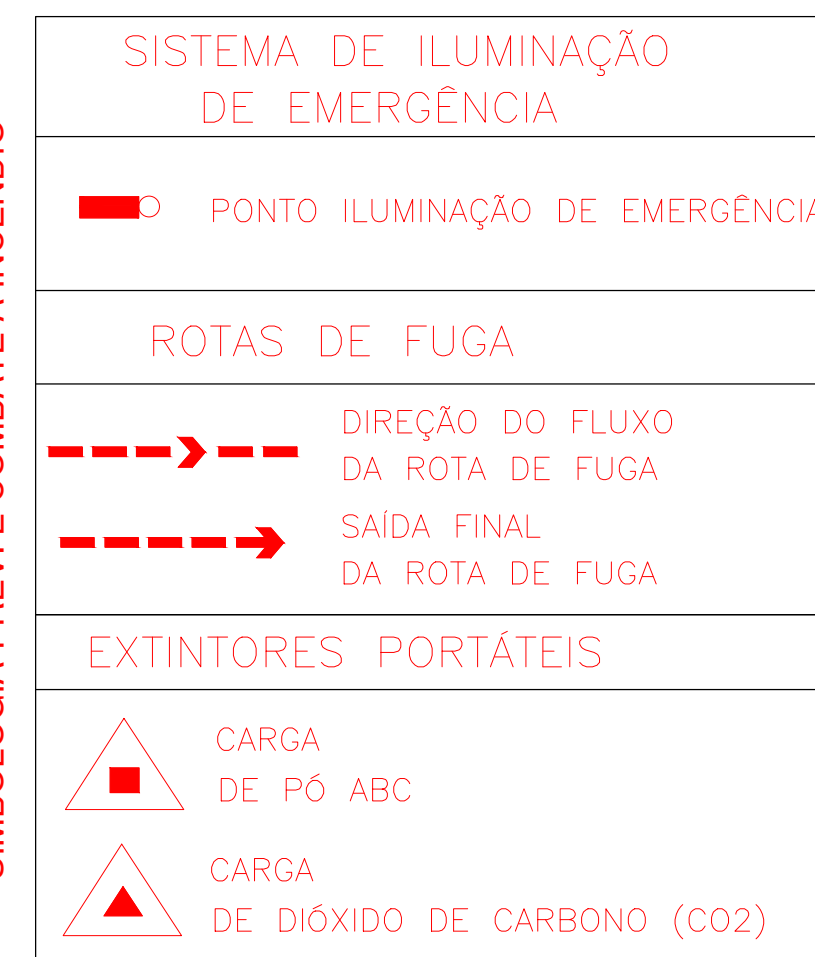 SISTEMA DE ILUMINAÇÃO
DE EMERGÊNCIA
PONTO ILUMINAÇÃO DE EMERGÊNCIA
ROTAS DE FUGA
DIREÇÃO DO FLUXO
DA ROTA DE FUGA
SAÍDA FINAL
DA ROTA DE FUGA
EXTINTORES PORTÁTEIS
CARGA
DE PÓ ABC
CARGA
DE DIÓXIDO DE CARBONO (CO2)